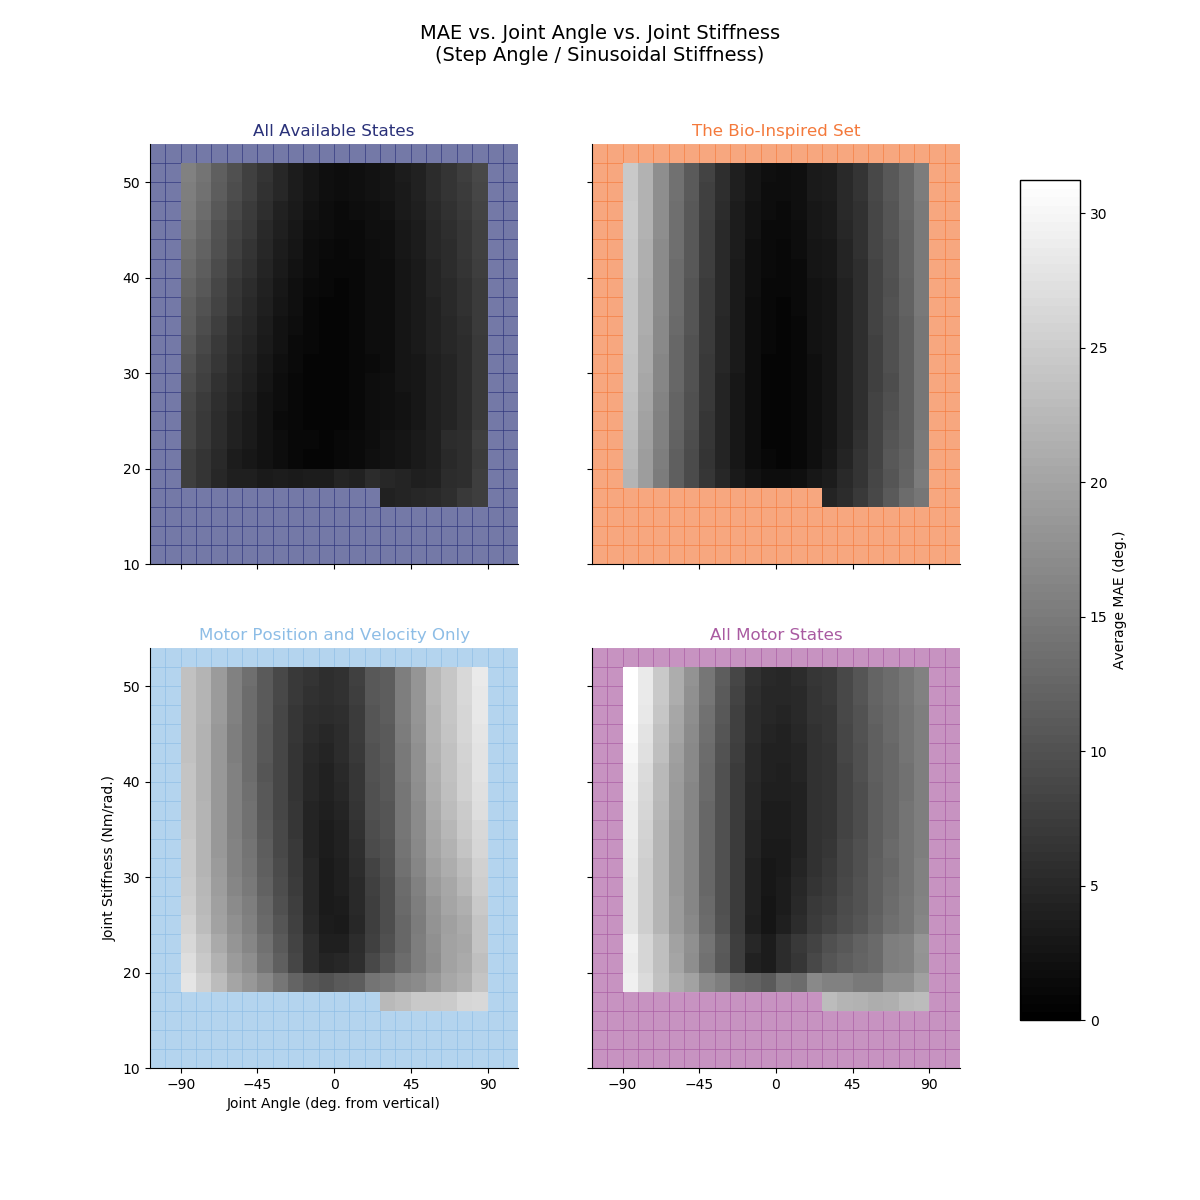 MAE vs. Joint Angle vs. Joint Stiffness
(Step Angle / Sinusoidal Stiffness)
All Available States
The Bio-Inspired Set
50
40
30
20
10
Motor Position and Velocity Only
All Motor States
50
40
30
20
10
Joint Stiffness (Nm/rad.)
−90 −45 0 45 90
Joint Angle (deg. from vertical)
−90 −45 0 45 90
30
25
20
15
10
5
0
Average MAE (deg.)